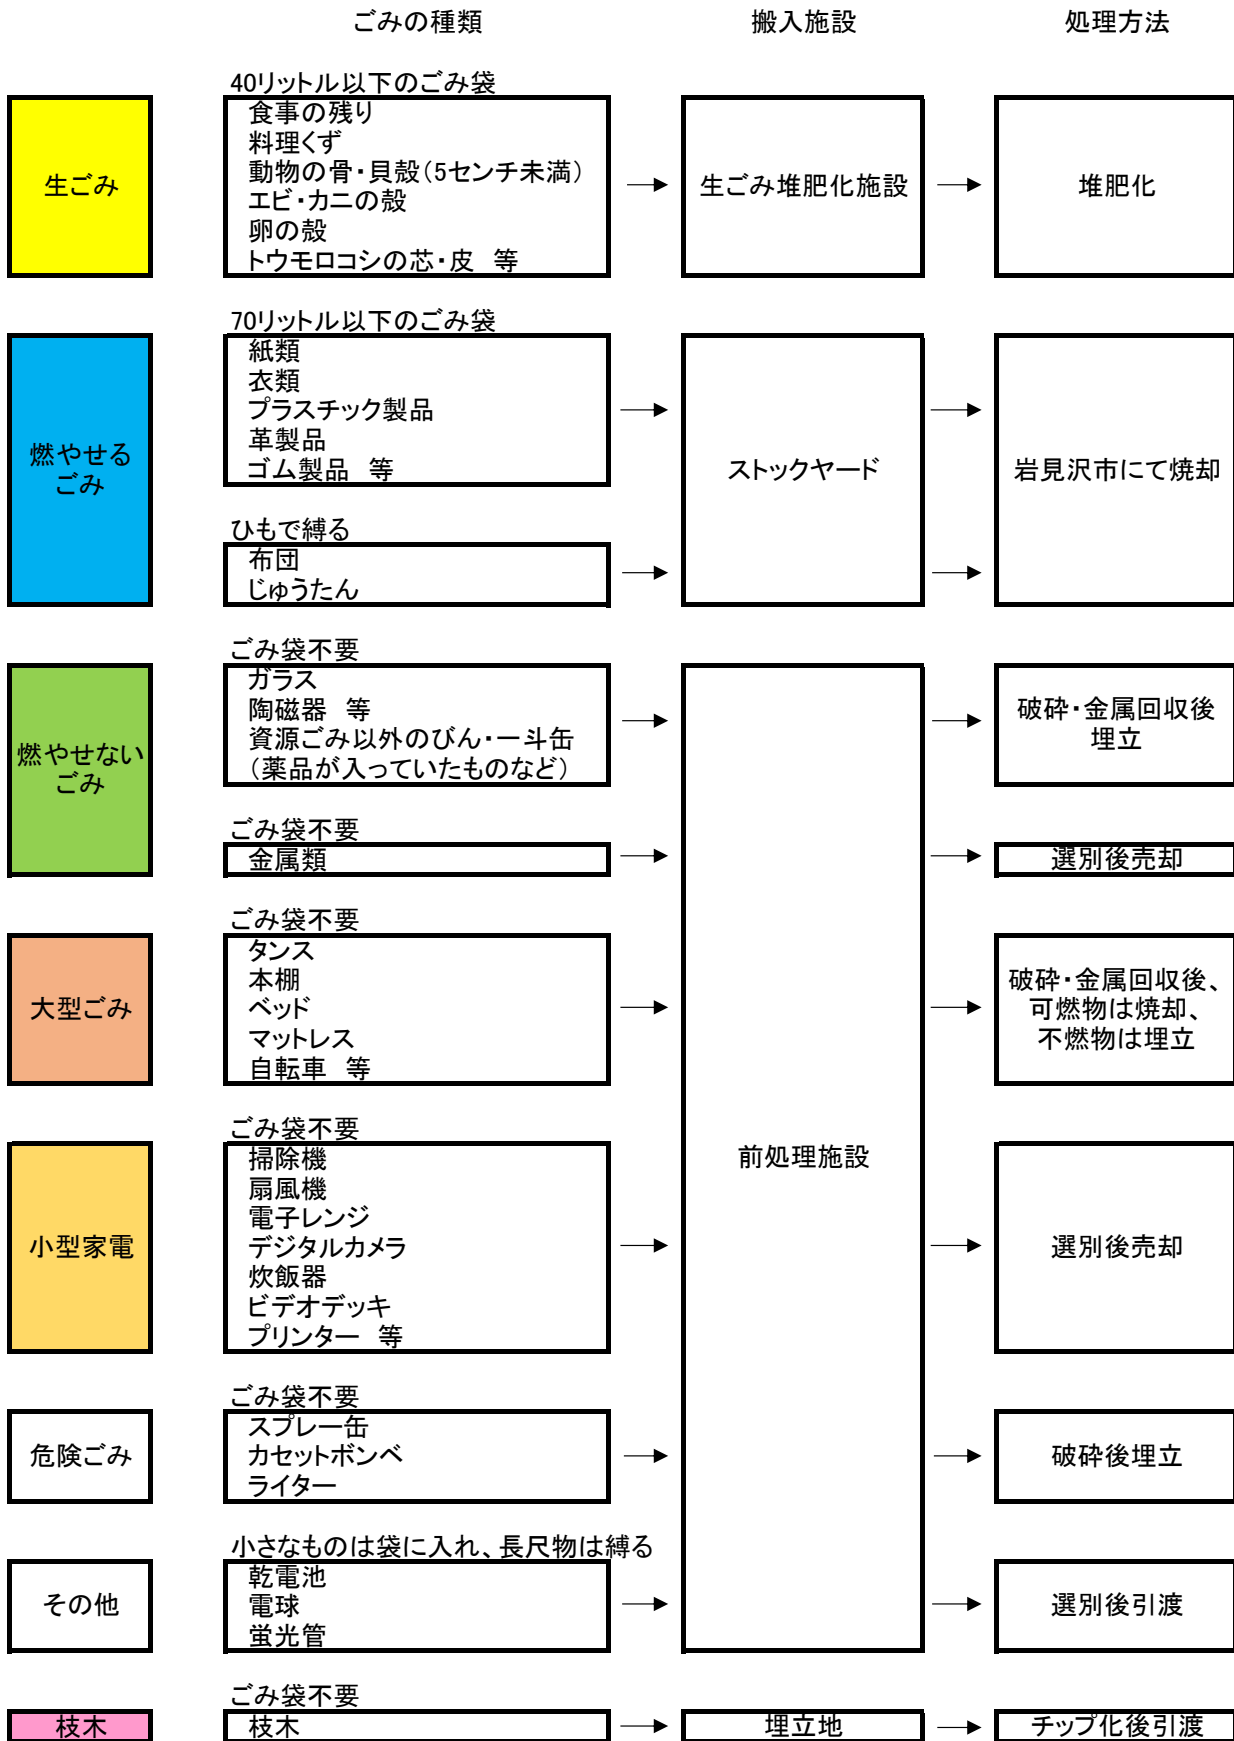 ごみの種類
搬入施設
処理方法
40リットル以下のごみ袋
生ごみ
食事の残り
料理くず
動物の骨・貝殻(5センチ未満)
エビ・カニの殻
卵の殻
トウモロコシの芯・皮 等
生ごみ堆肥化施設
堆肥化
70リットル以下のごみ袋
燃やせる
ごみ
紙類
衣類
プラスチック製品
革製品
ゴム製品 等
ひもで縛る
布団
じゅうたん
ストックヤード
岩見沢市にて焼却
ごみ袋不要
燃やせない
ごみ
ガラス
陶磁器 等
資源ごみ以外のびん・一斗缶
(薬品が入っていたものなど)
破砕・金属回収後
埋立
ごみ袋不要
金属類
選別後売却
ごみ袋不要
大型ごみ
タンス
本棚
ベッド
マットレス
自転車 等
破砕・金属回収後、
可燃物は焼却、
不燃物は埋立
前処理施設
ごみ袋不要
小型家電
掃除機
扇風機
電子レンジ
デジタルカメラ
炊飯器
ビデオデッキ
プリンター 等
選別後売却
ごみ袋不要
危険ごみ
スプレー缶
カセットボンベ
ライター
破砕後埋立
小さなものは袋に入れ、長尺物は縛る
その他
乾電池
電球
蛍光管
選別後引渡
ごみ袋不要
枝木
枝木
埋立地
チップ化後引渡